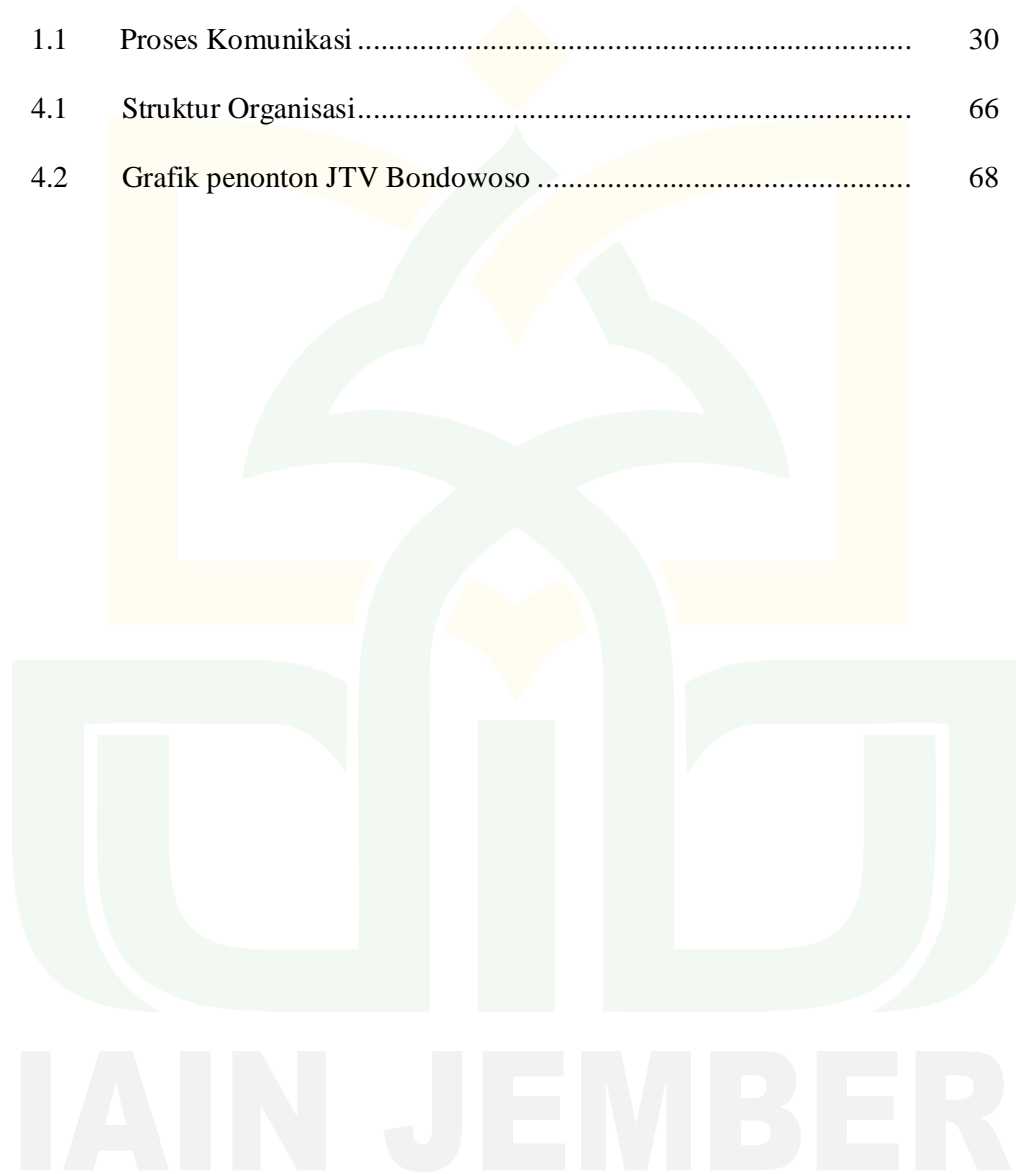 1.1 Proses Komunikasi ........................................................................ 30
4.1 Struktur Organisasi........................................................................ 66
4.2 Grafik penonton JTV Bondowoso ................................................ 68
IAIN JEMBER